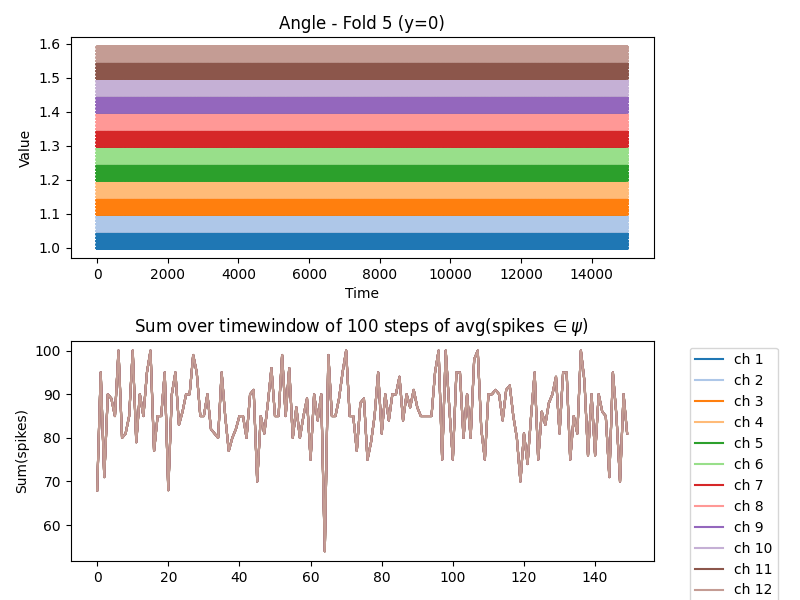 Angle - Fold 5 (y=0)
1.6
1.5
1.4
1.3
1.2
1.1
1.0
Value
0 2000 4000 6000 8000 10000 12000 14000
Time
Sum over timewindow of 100 steps of avg(spikes ∈ ψ)
100
90
80
70
60
Sum(spikes)
0 20 40 60 80 100 120 140
ch 1
ch 2
ch 3
ch 4
ch 5
ch 6
ch 7
ch 8
ch 9
ch 10
ch 11
ch 12